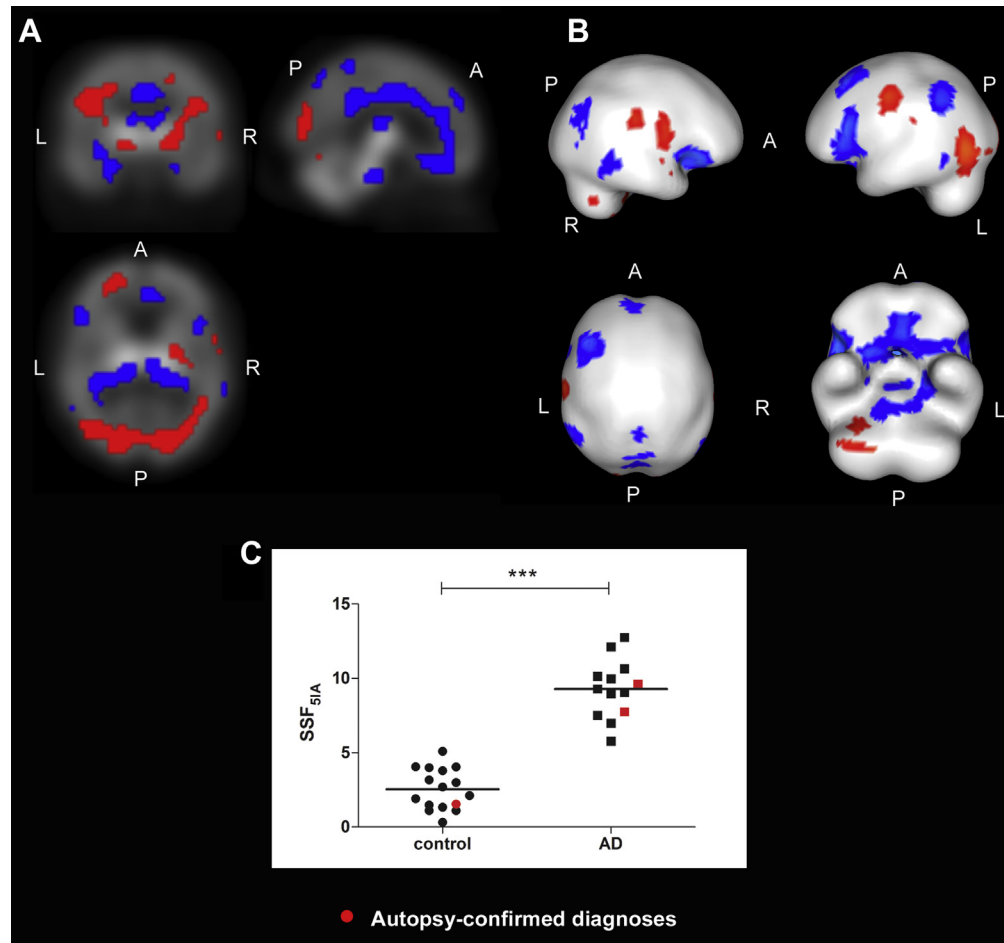 A
B
P
A
L
R
P
A
P
A
R
L
A
L
R
P
A
L
R
P
A
L
P
C
***
SSF5IA
15
10
5
0
control
AD
Autopsy-confirmed diagnoses